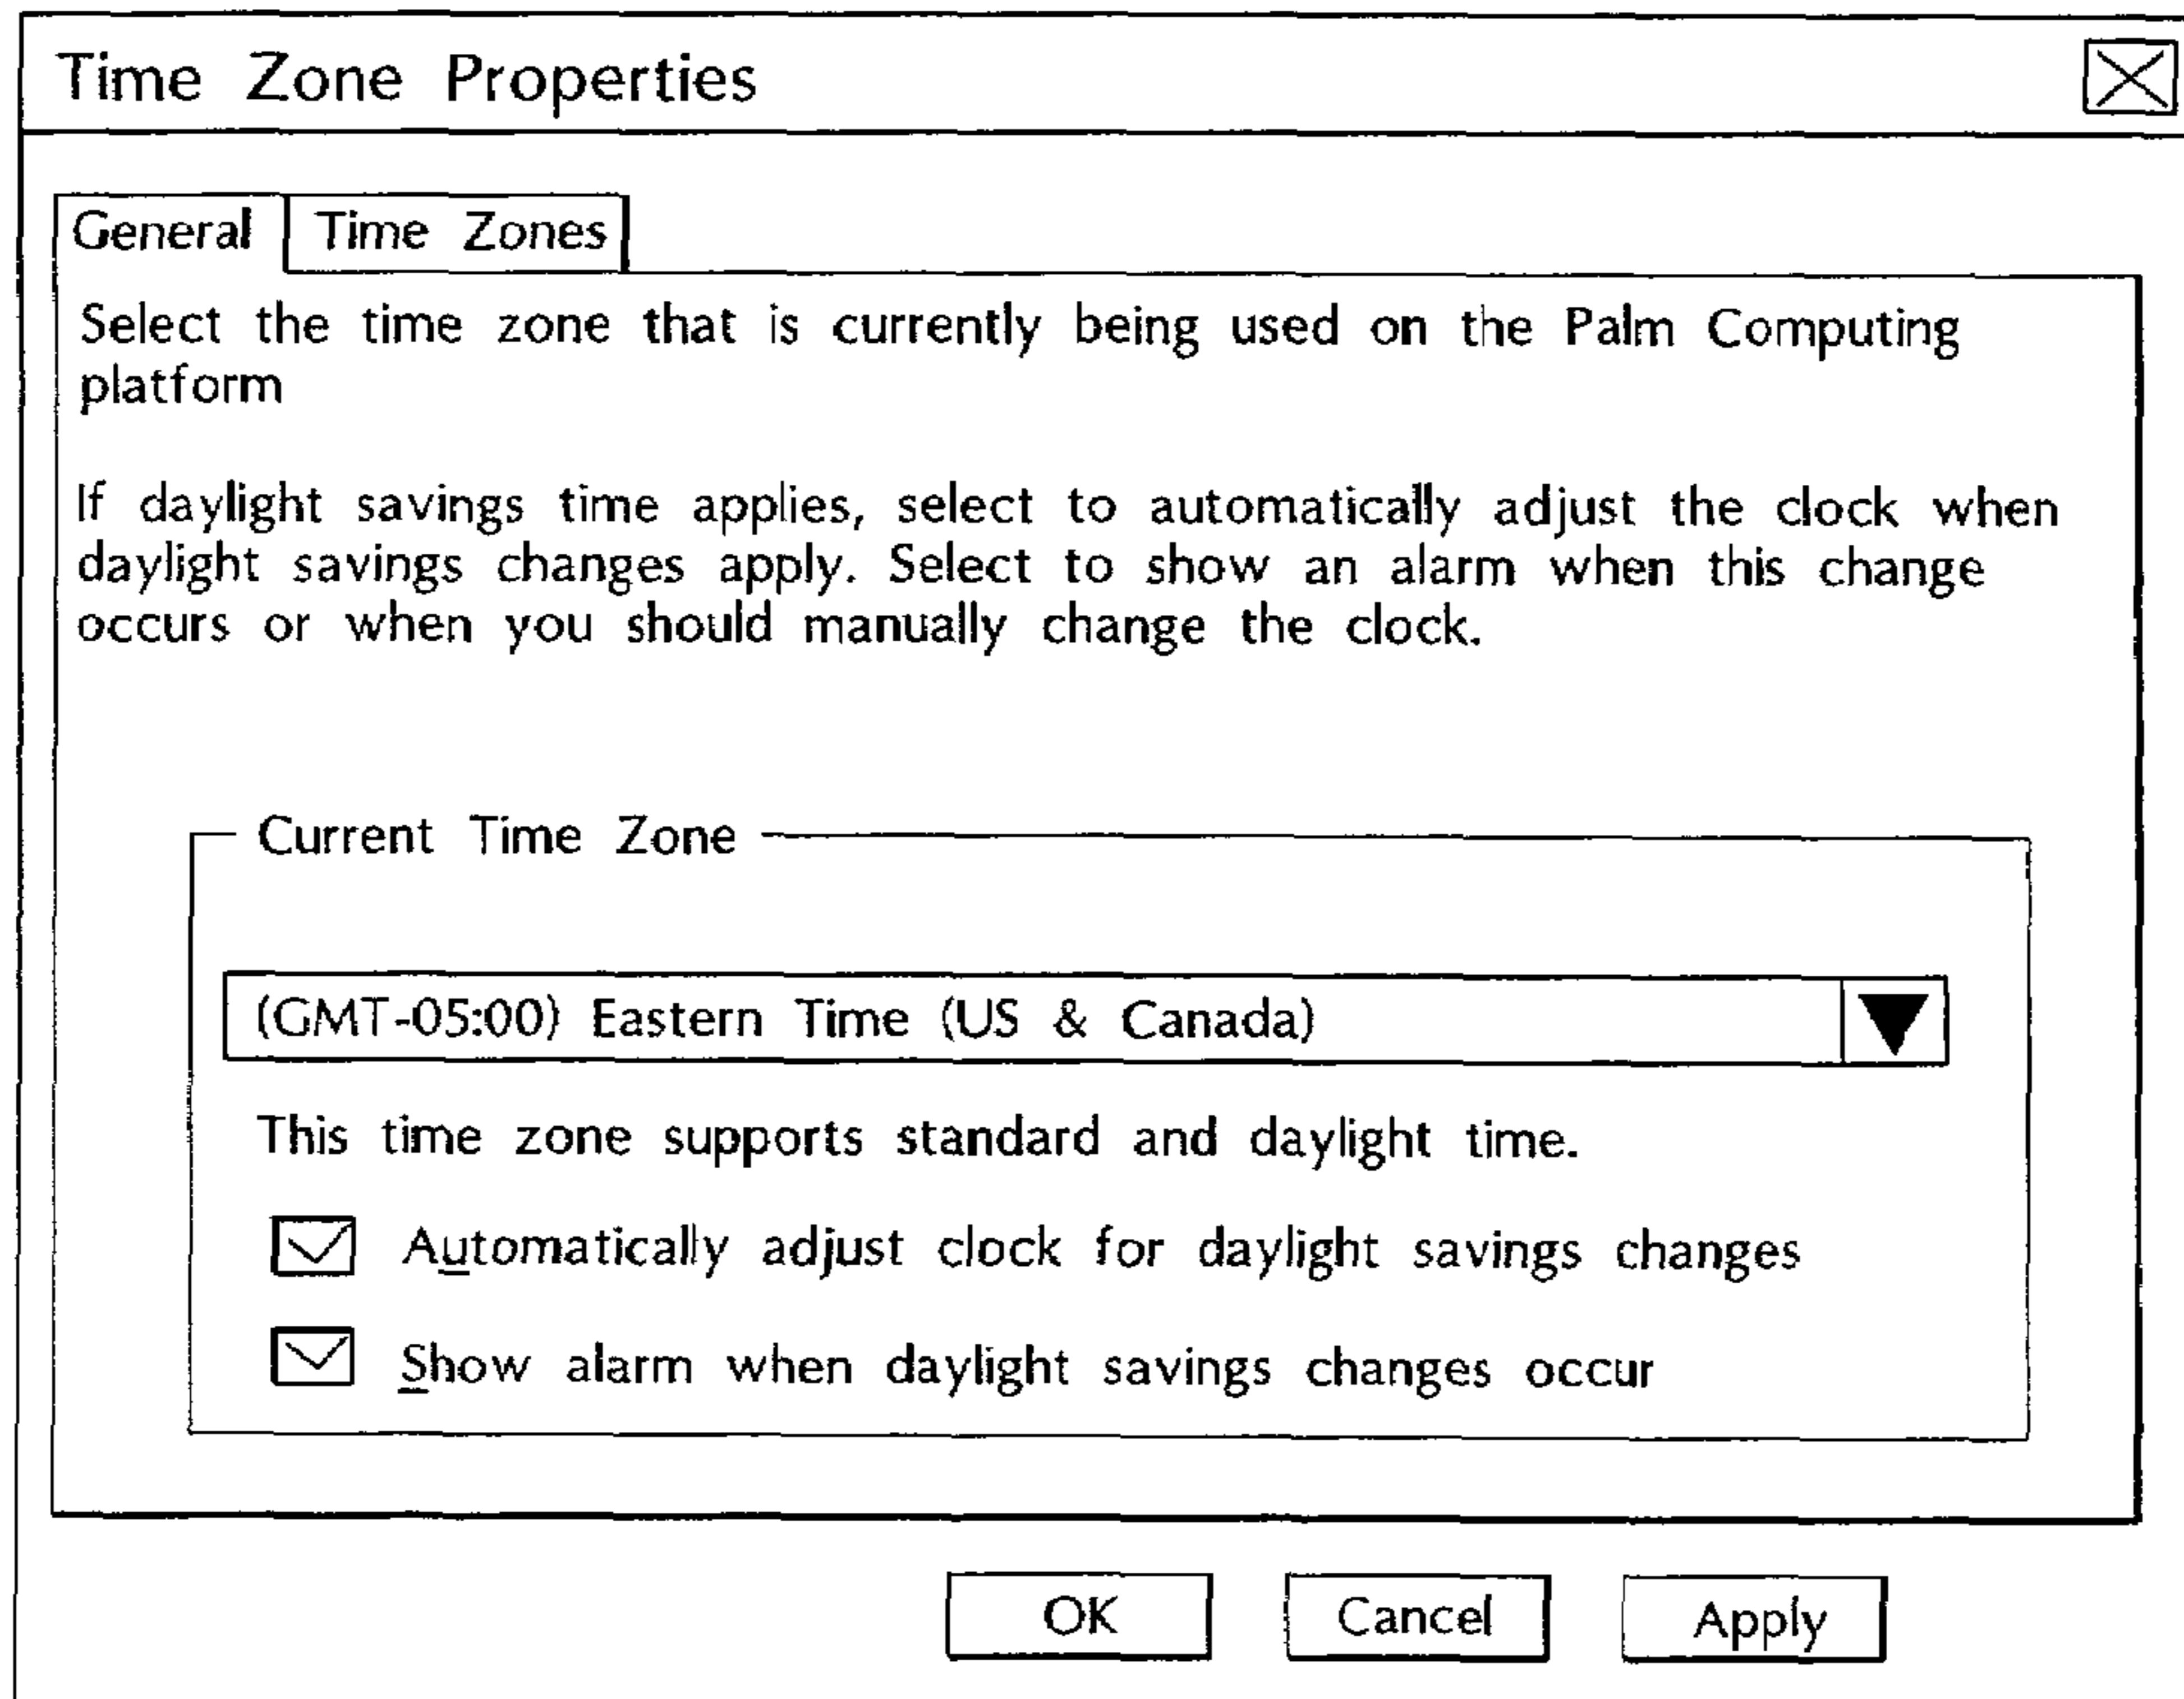 Time Zone Properties
General Time Zones
Select the time zone that is currently being used on the Palm Computing
platform
If daylight savings time applies, select to automatically adjust the clock when
daylight savings changes apply. Select to show an alarm when this change
occurs or when you should manually change the clock.
Current Time Zone
(GMT-05:00) Eastern Time (US & Canada)
This time zone supports standard and daylight time.
Automatically adjust clock for daylight savings changes
Show alarm when daylight savings changes occur
OK Cancel Apply